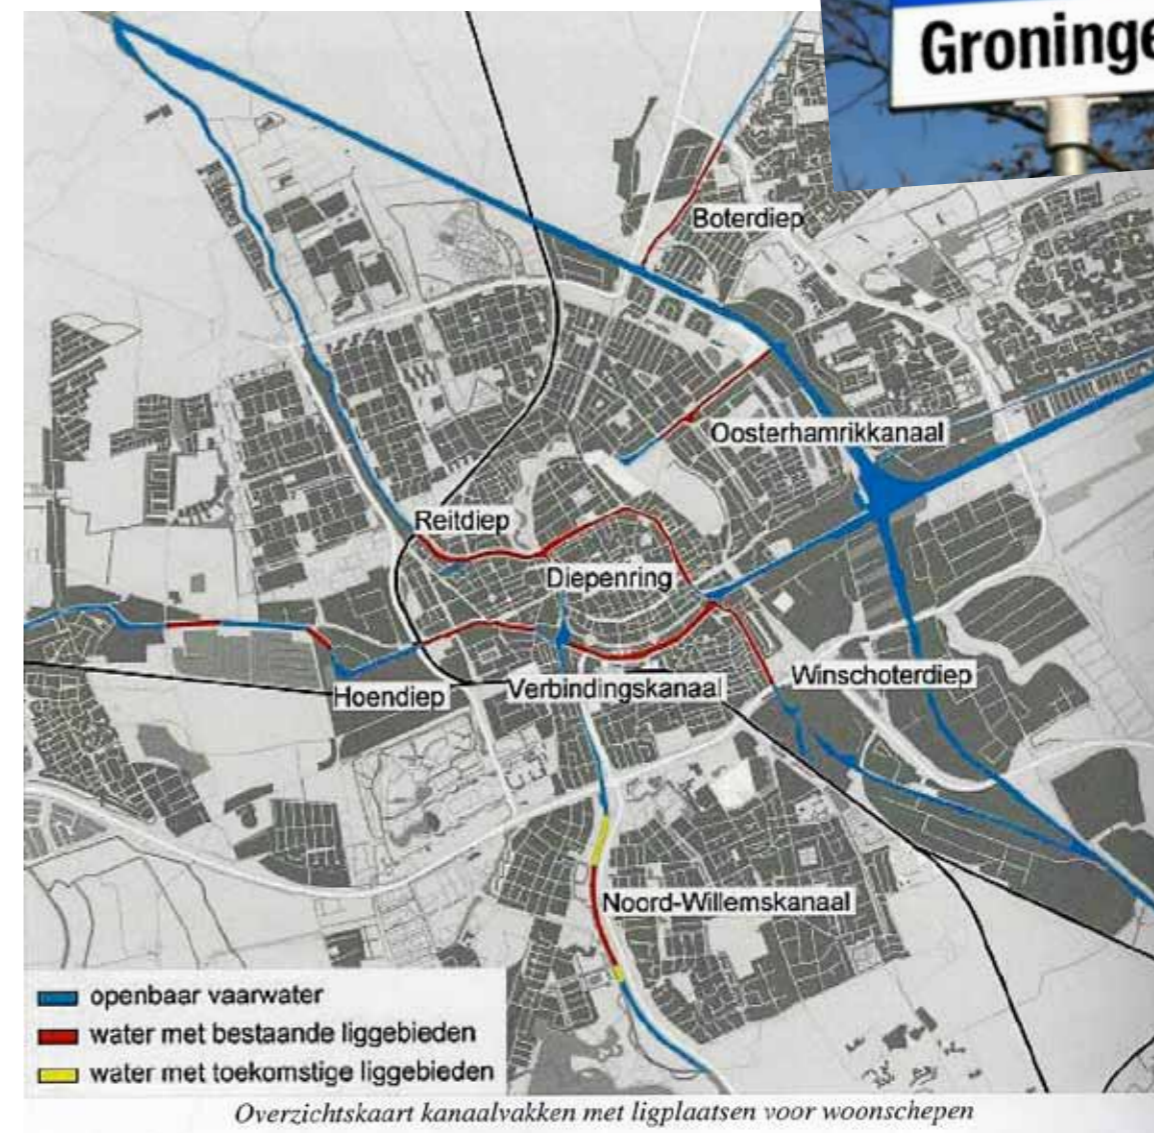 Groninge
Boterdiep
Oosterhamrikkanaal
Reitdiep
Diepenring
Winschoterdiep
Hoendiep
Verbindingskanaal
Noord-Willemskanaal
openbaar vaarwater
water met bestaande liggebieden
water met toekomstige liggebieden
Overzichtskaart kanaalvakken met ligplaatsen voor woonschepen